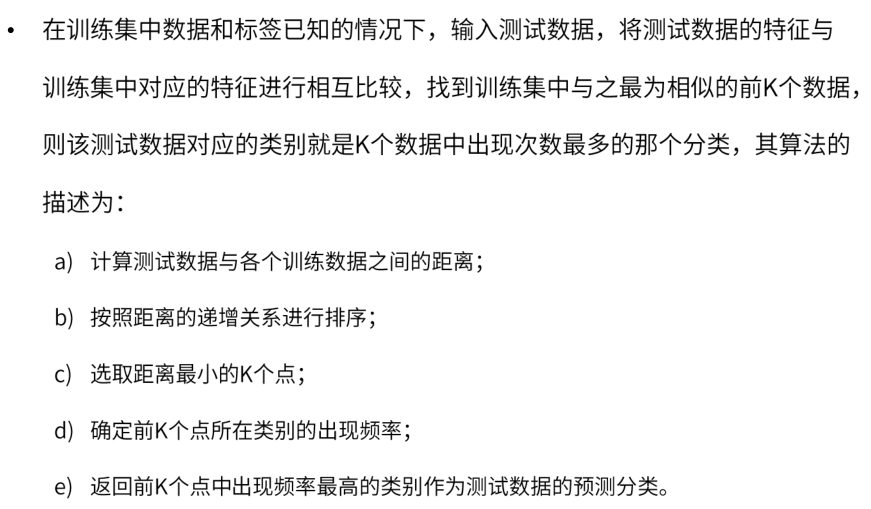 • 在训练集中数据和标签已知的情况下，输入测试数据，将测试数据的特征与
训练集中对应的特征进行相互比较，找到训练集中与之最为相似的前K个数据，
则该测试数据对应的类别就是K个数据中出现次数最多的那个分类，其算法的
描述为：
a) 计算测试数据与各个训练数据之间的距离；
b) 按照距离的递增关系进行排序；
c) 选取距离最小的K个点；
d) 确定前K个点所在类别的出现频率；
e) 返回前K个点中出现频率最高的类别作为测试数据的预测分类。